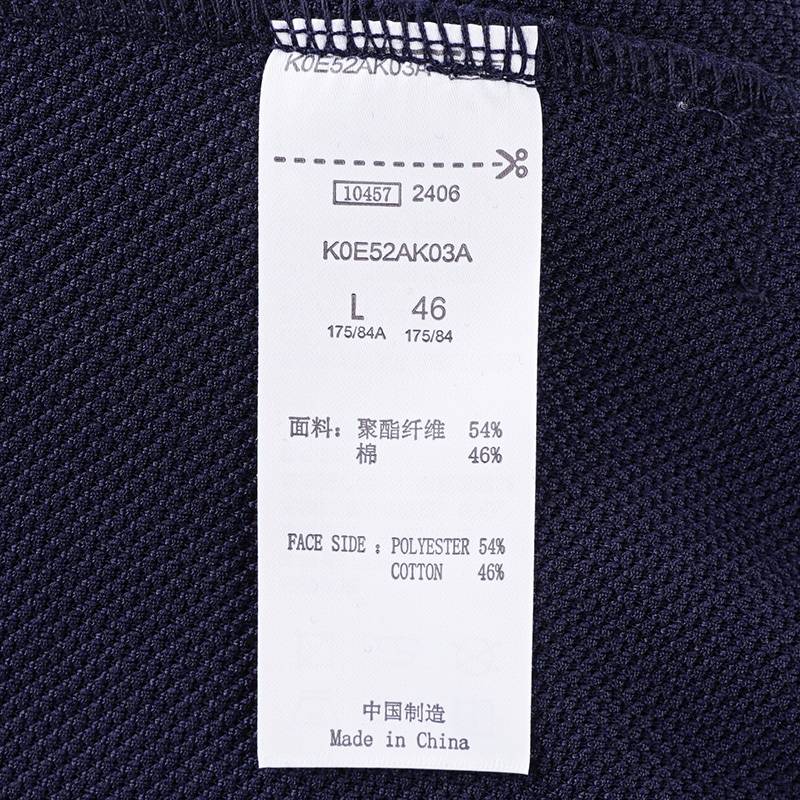 K0E52AK03A
10457 2406
K0E52AK03A
L 46
175/84A 175/84
面料: 聚酯纤维 54%
棉 46%
FACE SIDE : POLYESTER 54%
COTTON 46%
中国制造
Made in China